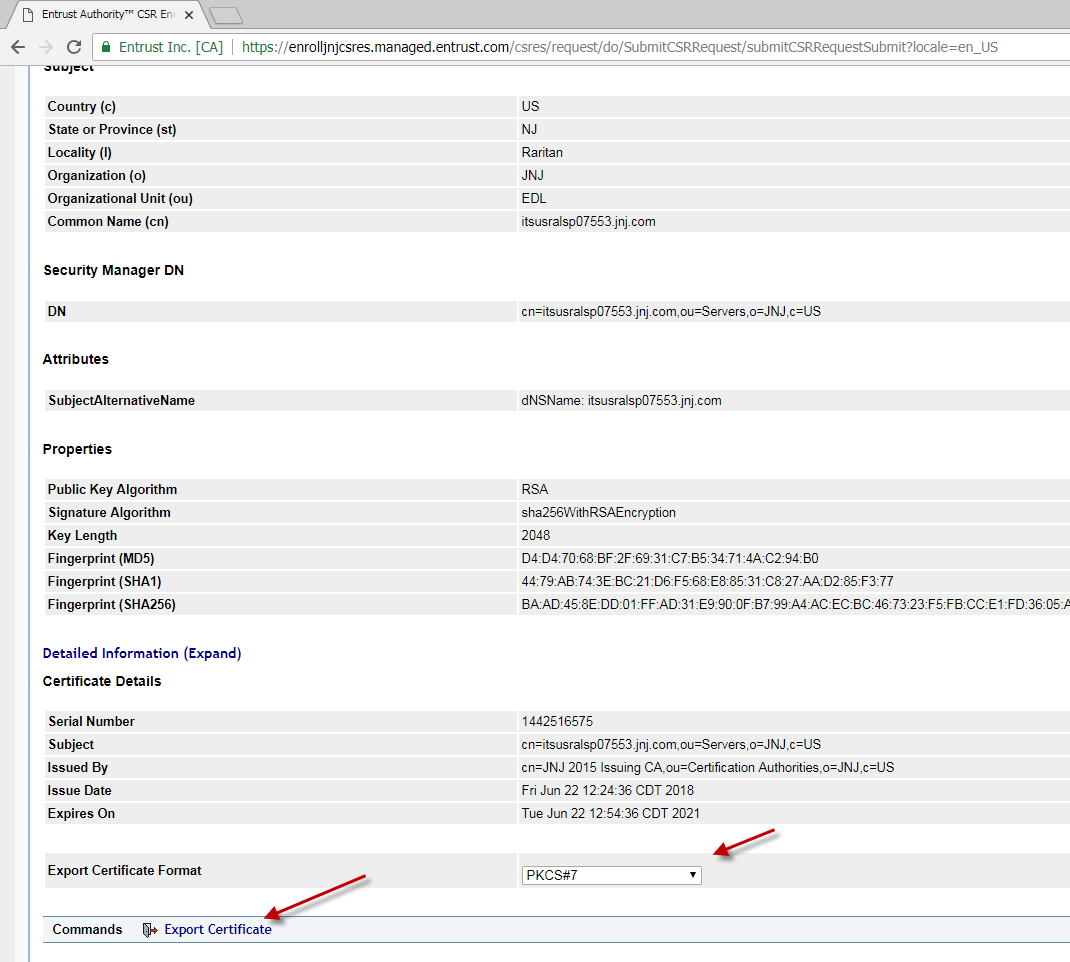 Entrust Authority™ CSR Enr
Entrust Inc. [CA] https://enrolljnjcsres.managed.entrust.com/csres/request/do/SubmitCSRRequest/submitCSRRequestSubmit?locale=en_US
Subject
Country (c) US
State or Province (st) NJ
Locality (l) Raritan
Organization (o) JNJ
Organizational Unit (ou) EDL
Common Name (cn) itsusralsp07553.jnj.com
Security Manager DN
DN cn=itsusralsp07553.jnj.com,ou=Servers,o=JNJ,c=US
Attributes
SubjectAlternativeName dNSName: itsusralsp07553.jnj.com
Properties
Public Key Algorithm RSA
Signature Algorithm sha256WithRSAEncryption
Key Length 2048
Fingerprint (MD5) D4:D4:70:68:BF:2F:69:31:C7:B5:34:71:4A:C2:94:B0
Fingerprint (SHA1) 44:79:AB:74:3E:BC:21:D6:F5:68:E8:85:31:C8:27:AA:D2:85:F3:77
Fingerprint (SHA256) BA:AD:45:8E:DD:01:FF:AD:31:E9:90:0F:B7:99:A4:AC:EC:BC:46:73:23:F5:FB:CC:E1:FD:36:05:A
Detailed Information (Expand)
Certificate Details
Serial Number 1442516575
Subject cn=itsusralsp07553.jnj.com,ou=Servers,o=JNJ,c=US
Issued By cn=JNJ 2015 Issuing CA,ou=Certification Authorities,o=JNJ,c=US
Issue Date Fri Jun 22 12:24:36 CDT 2018
Expires On Tue Jun 22 12:54:36 CDT 2021
Export Certificate Format PKCS#7
Commands Export Certificate